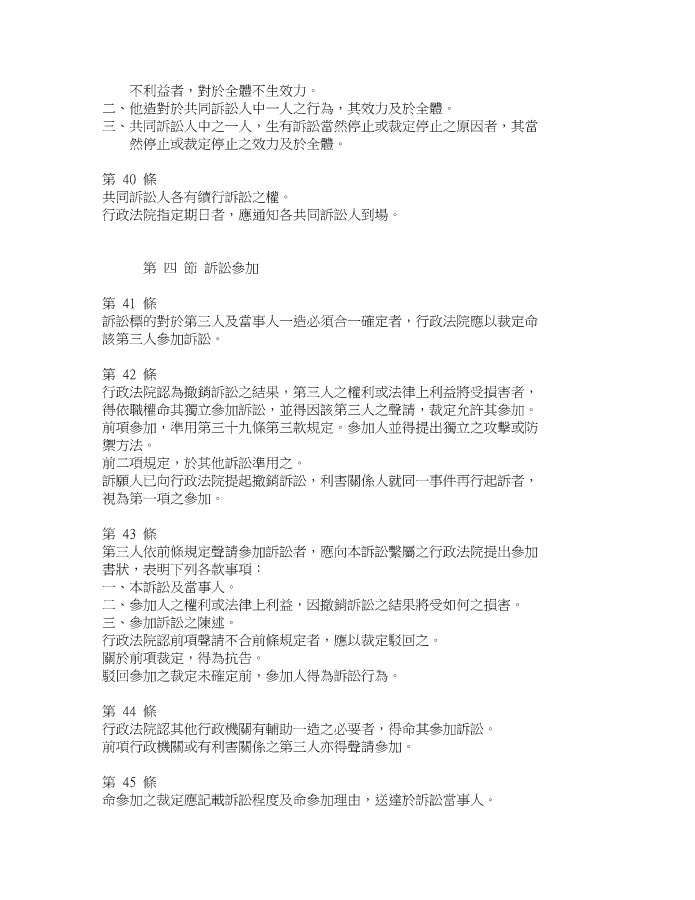 不利益者，對於全體不生效力。
二、他造對於共同訴訟人中一人之行為，其效力及於全體。
三、共同訴訟人中之一人，生有訴訟當然停止或裁定停止之原因者，其當
然停止或裁定停止之效力及於全體。
第 40 條
共同訴訟人各有續行訴訟之權。
行政法院指定期日者，應通知各共同訴訟人到場。
第 四 節 訴訟參加
第 41 條
訴訟標的對於第三人及當事人一造必須合一確定者，行政法院應以裁定命
該第三人參加訴訟。
第 42 條
行政法院認為撤銷訴訟之結果，第三人之權利或法律上利益將受損害者，
得依職權命其獨立參加訴訟，並得因該第三人之聲請，裁定允許其參加。
前項參加，準用第三十九條第三款規定。參加人並得提出獨立之攻擊或防
禦方法。
前二項規定，於其他訴訟準用之。
訴願人已向行政法院提起撤銷訴訟，利害關係人就同一事件再行起訴者，
視為第一項之參加。
第 43 條
第三人依前條規定聲請參加訴訟者，應向本訴訟繫屬之行政法院提出參加
書狀，表明下列各款事項：
一、本訴訟及當事人。
二、參加人之權利或法律上利益，因撤銷訴訟之結果將受如何之損害。
三、參加訴訟之陳述。
行政法院認前項聲請不合前條規定者，應以裁定駁回之。
關於前項裁定，得為抗告。
駁回參加之裁定未確定前，參加人得為訴訟行為。
第 44 條
行政法院認其他行政機關有輔助一造之必要者，得命其參加訴訟。
前項行政機關或有利害關係之第三人亦得聲請參加。
第 45 條
命參加之裁定應記載訴訟程度及命參加理由，送達於訴訟當事人。